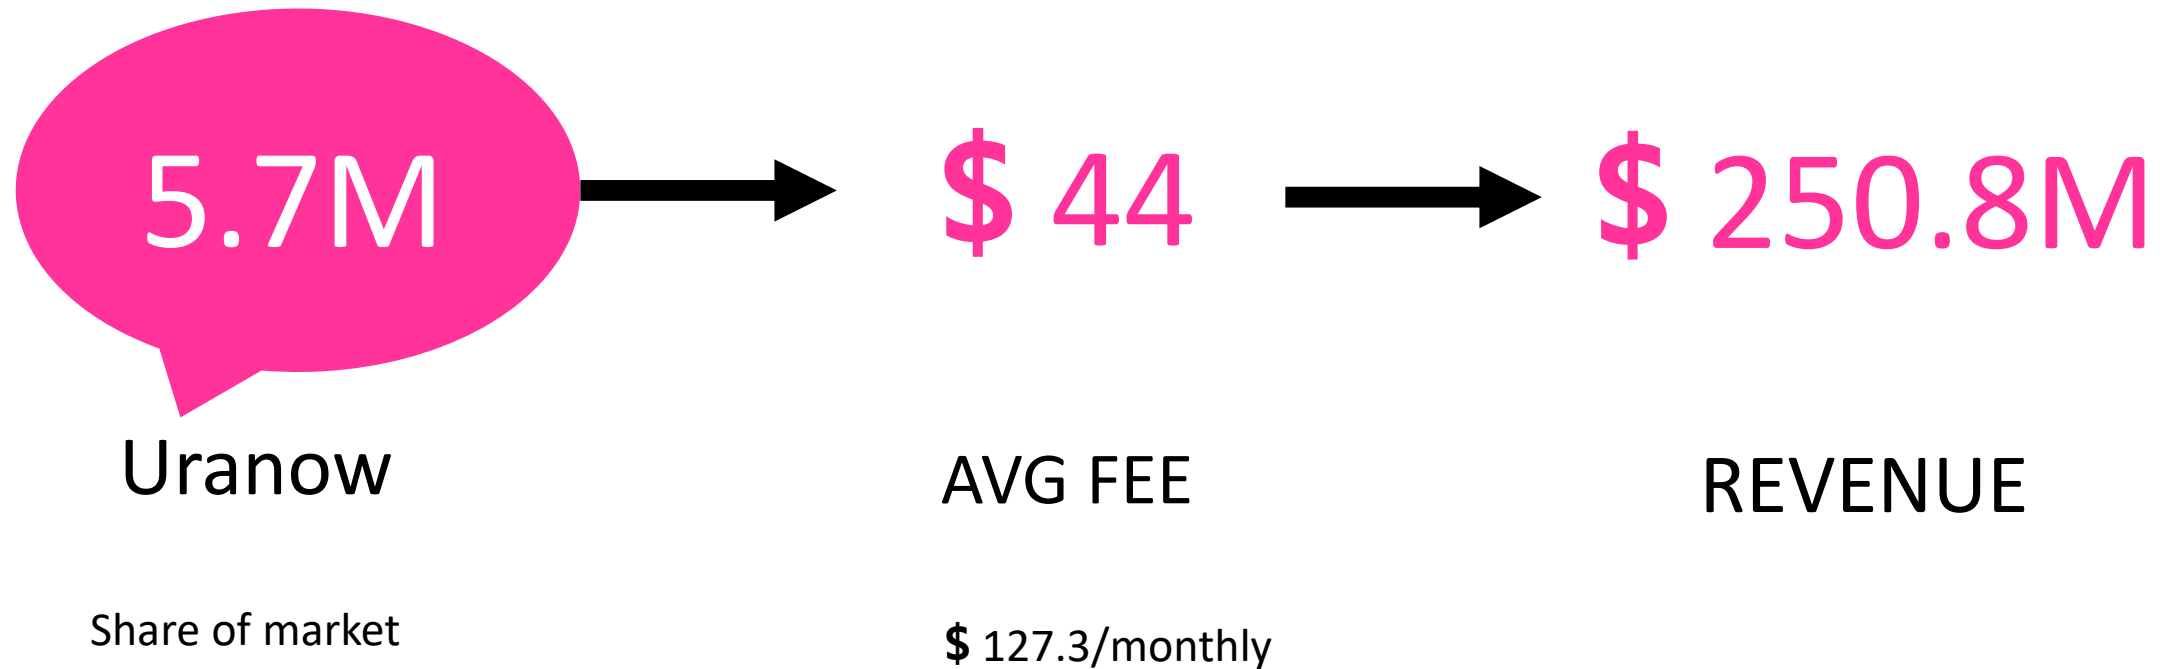 5.7M
$ 44
$ 250.8M
Uranow
AVG FEE
REVENUE
Share of market
$ 127.3/monthly